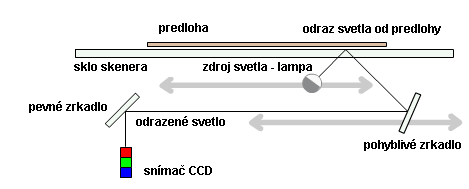 predloha
odraz svetla od predlohy
sklo skenera
zdroj svetla - lampa
pevné zrkadlo
odrazené svetlo
pohyblivé zrkadlo
snímač CCD